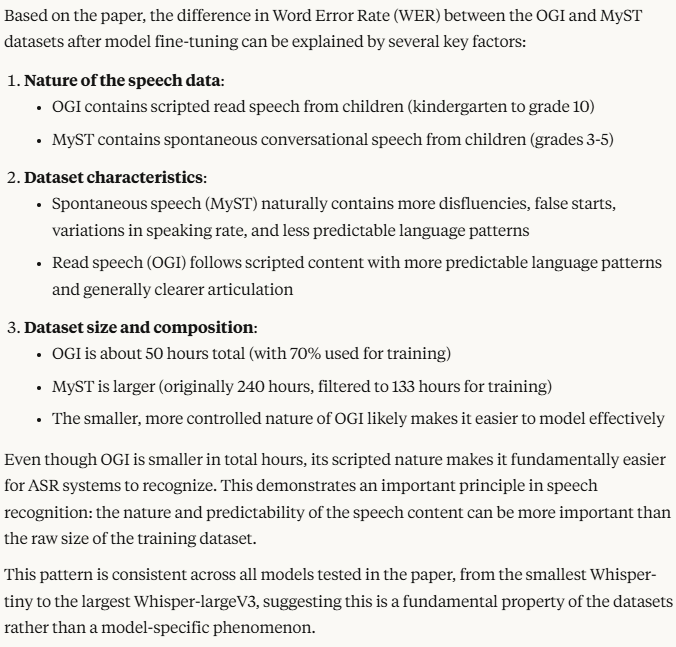 Based on the paper, the difference in Word Error Rate (WER) between the OGI and MyST
datasets after model fine-tuning can be explained by several key factors:
1. Nature of the speech data:
• OGI contains scripted read speech from children (kindergarten to grade 10)
• MyST contains spontaneous conversational speech from children (grades 3-5)
2. Dataset characteristics:
• Spontaneous speech (MyST) naturally contains more disfluencies, false starts,
variations in speaking rate, and less predictable language patterns
• Read speech (OGI) follows scripted content with more predictable language patterns
and generally clearer articulation
3. Dataset size and composition:
• OGI is about 50 hours total (with 70% used for training)
• MyST is larger (originally 240 hours, filtered to 133 hours for training)
• The smaller, more controlled nature of OGI likely makes it easier to model effectively
Even though OGI is smaller in total hours, its scripted nature makes it fundamentally easier
for ASR systems to recognize. This demonstrates an important principle in speech
recognition: the nature and predictability of the speech content can be more important than
the raw size of the training dataset.
This pattern is consistent across all models tested in the paper, from the smallest Whisper-
tiny to the largest Whisper-largeV3, suggesting this is a fundamental property of the datasets
rather than a model-specific phenomenon.